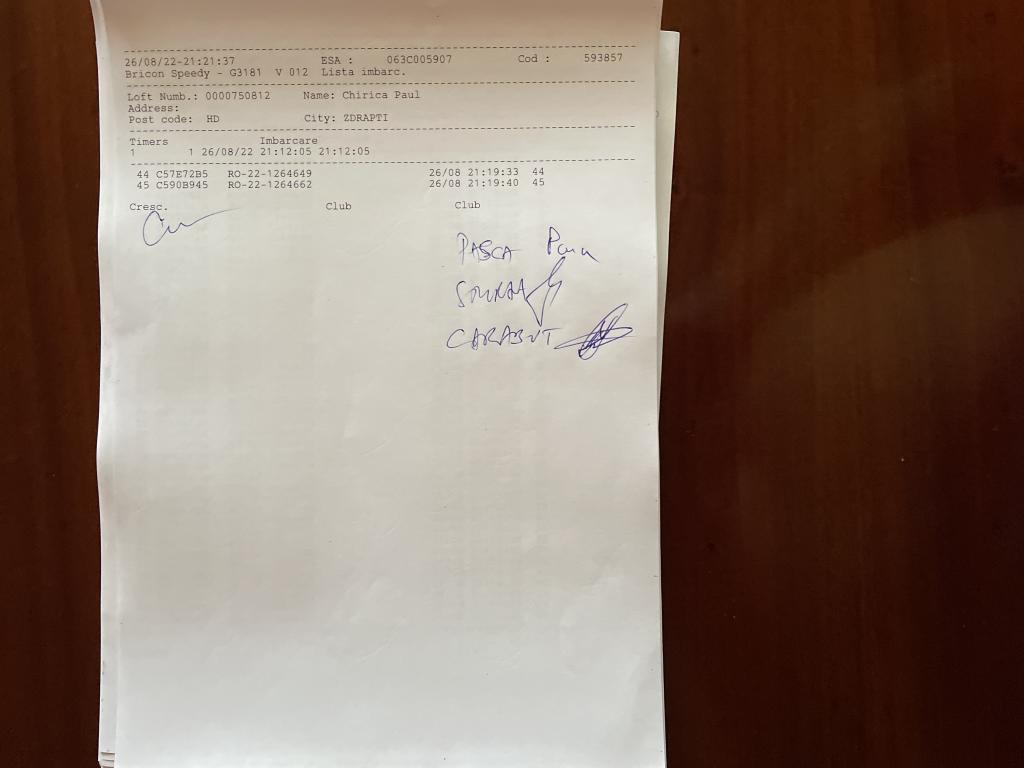 26/08/22-21:21:37 ESA : 063C005907 Cod : 593857
Bricon Speedy - G3181 V 012 Lista imbarc.
Loft Numb.: 0000750812 Name: Chirica Paul
Address:
Post code: HD City: ZDRAPTI
Timers Imbarcare
1 1 26/08/22 21:12:05 21:12:05
44 C57E72B5 RO-22-1264649 26/08 21:19:33 44
45 C590B945 RO-22-1264662 26/08 21:19:40 45
Cresc. Club Club
PASCA
CARABUT